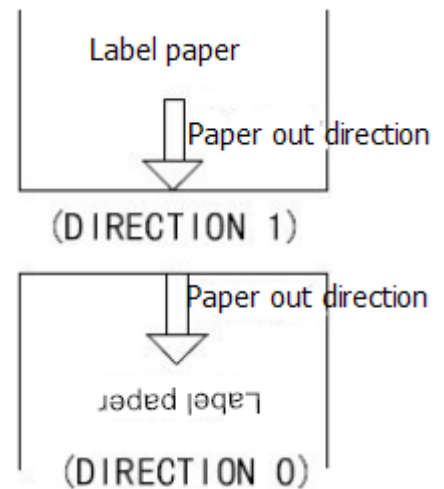 Label paper
Paper out direction
(DIRECTION 1)
Paper out direction
Label paper
(DIRECTION 0)